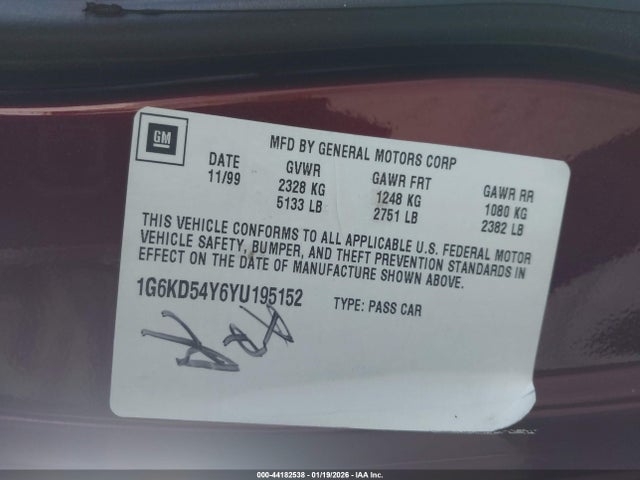 GM
MFD BY GENERAL MOTORS CORP
DATE GVWR GAWR FRT GAWR RR
11/99 2328 KG 1248 KG 1080 KG
5133 LB 2751 LB 2382 LB
THIS VEHICLE CONFORMS TO ALL APPLICABLE U.S. FEDERAL MOTOR
VEHICLE SAFETY, BUMPER, AND THEFT PREVENTION STANDARDS IN
EFFECT ON THE DATE OF MANUFACTURE SHOWN ABOVE.
1G6KD54Y6YU195152 TYPE: PASS CAR
000-44182538 - 01/19/2026 - IAA Inc.